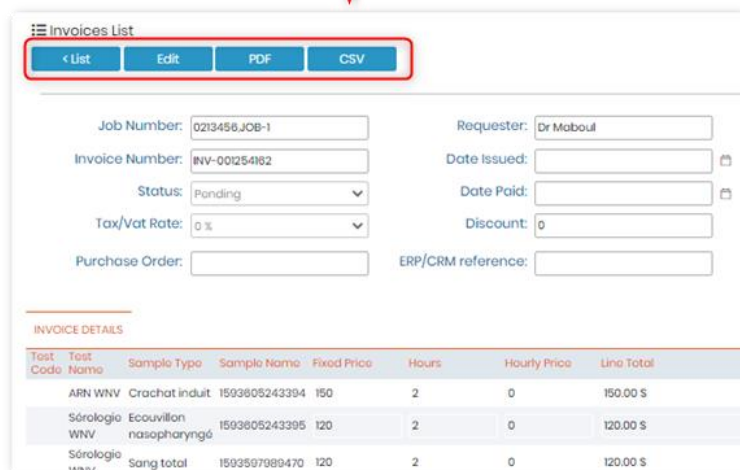 Invoices List
< List Edit PDF CSV
Job Number: 0213456,JOB-1 Requester: Dr Maboul
Invoice Number: INV-001254162 Date Issued:
Status: Pending Date Paid:
Tax/Vat Rate: 0 % Discount: 0
Purchase Order: ERP/CRM reference:
INVOICE DETAILS
Test Code Test Name Sample Type Sample Name Fixed Price Hours Hourly Price Line Total
ARN WNV Crachat induit 1593605243394 150 2 0 150.00 $
Sérologie WNV Ecouvillon nasopharyngé 1593605243395 120 2 0 120.00 $
Sérologie WNV Sang total 1593597989470 120 2 0 120.00 $